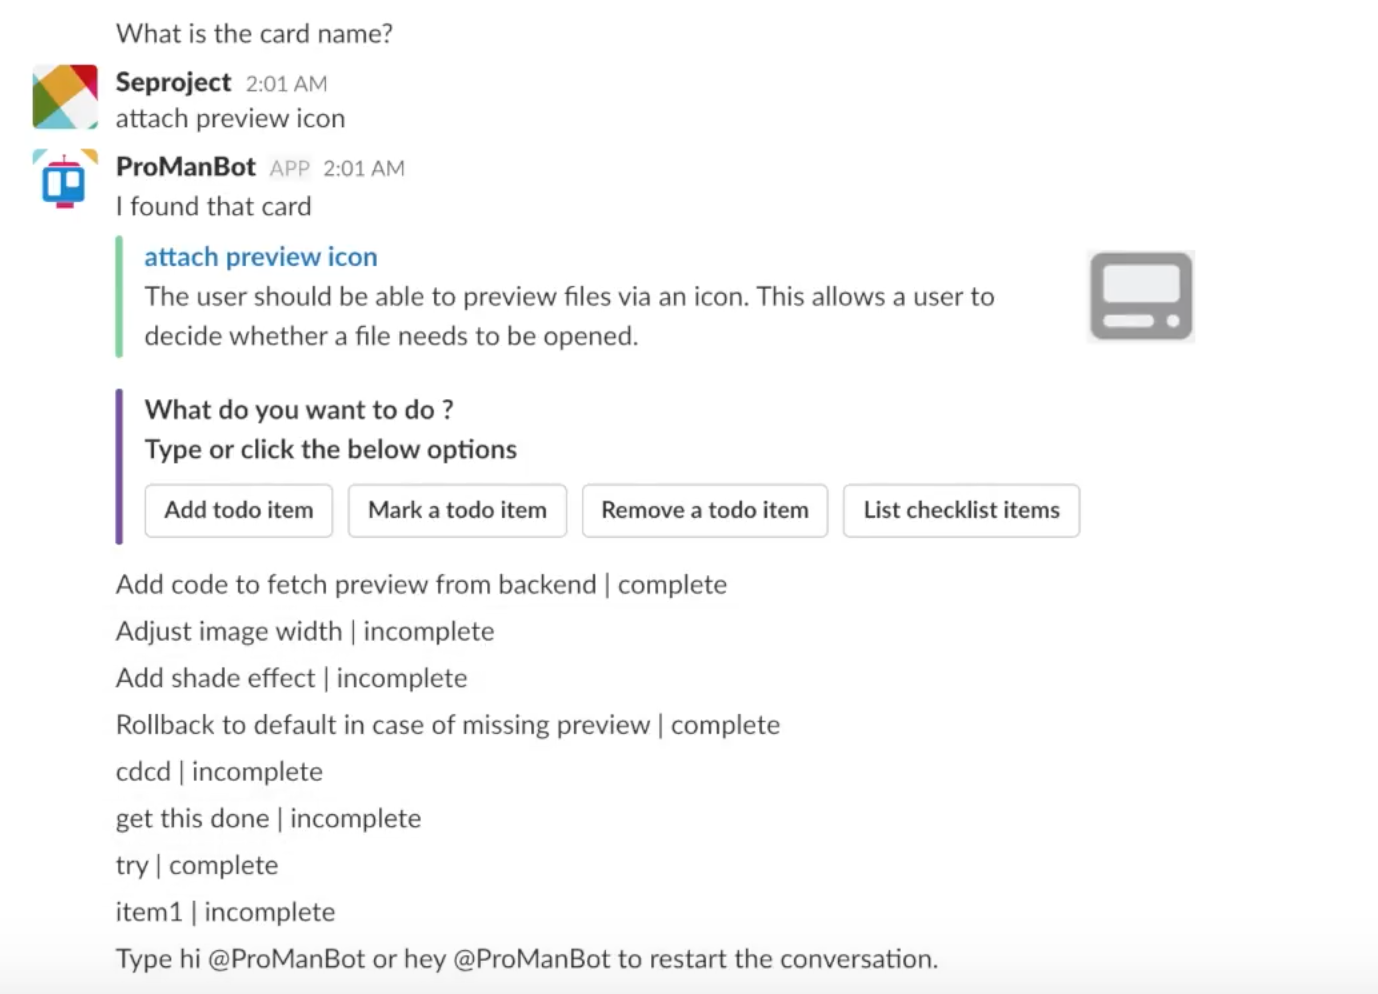 What is the card name?
Seproject 2:01 AM
attach preview icon
ProManBot APP 2:01 AM
I found that card
attach preview icon
The user should be able to preview files via an icon. This allows a user to
decide whether a file needs to be opened.
What do you want to do ?
Type or click the below options
Add todo item Mark a todo item Remove a todo item List checklist items
Add code to fetch preview from backend | complete
Adjust image width | incomplete
Add shade effect | incomplete
Rollback to default in case of missing preview | complete
cdcd | incomplete
get this done | incomplete
try | complete
item1 | incomplete
Type hi @ProManBot or hey @ProManBot to restart the conversation.